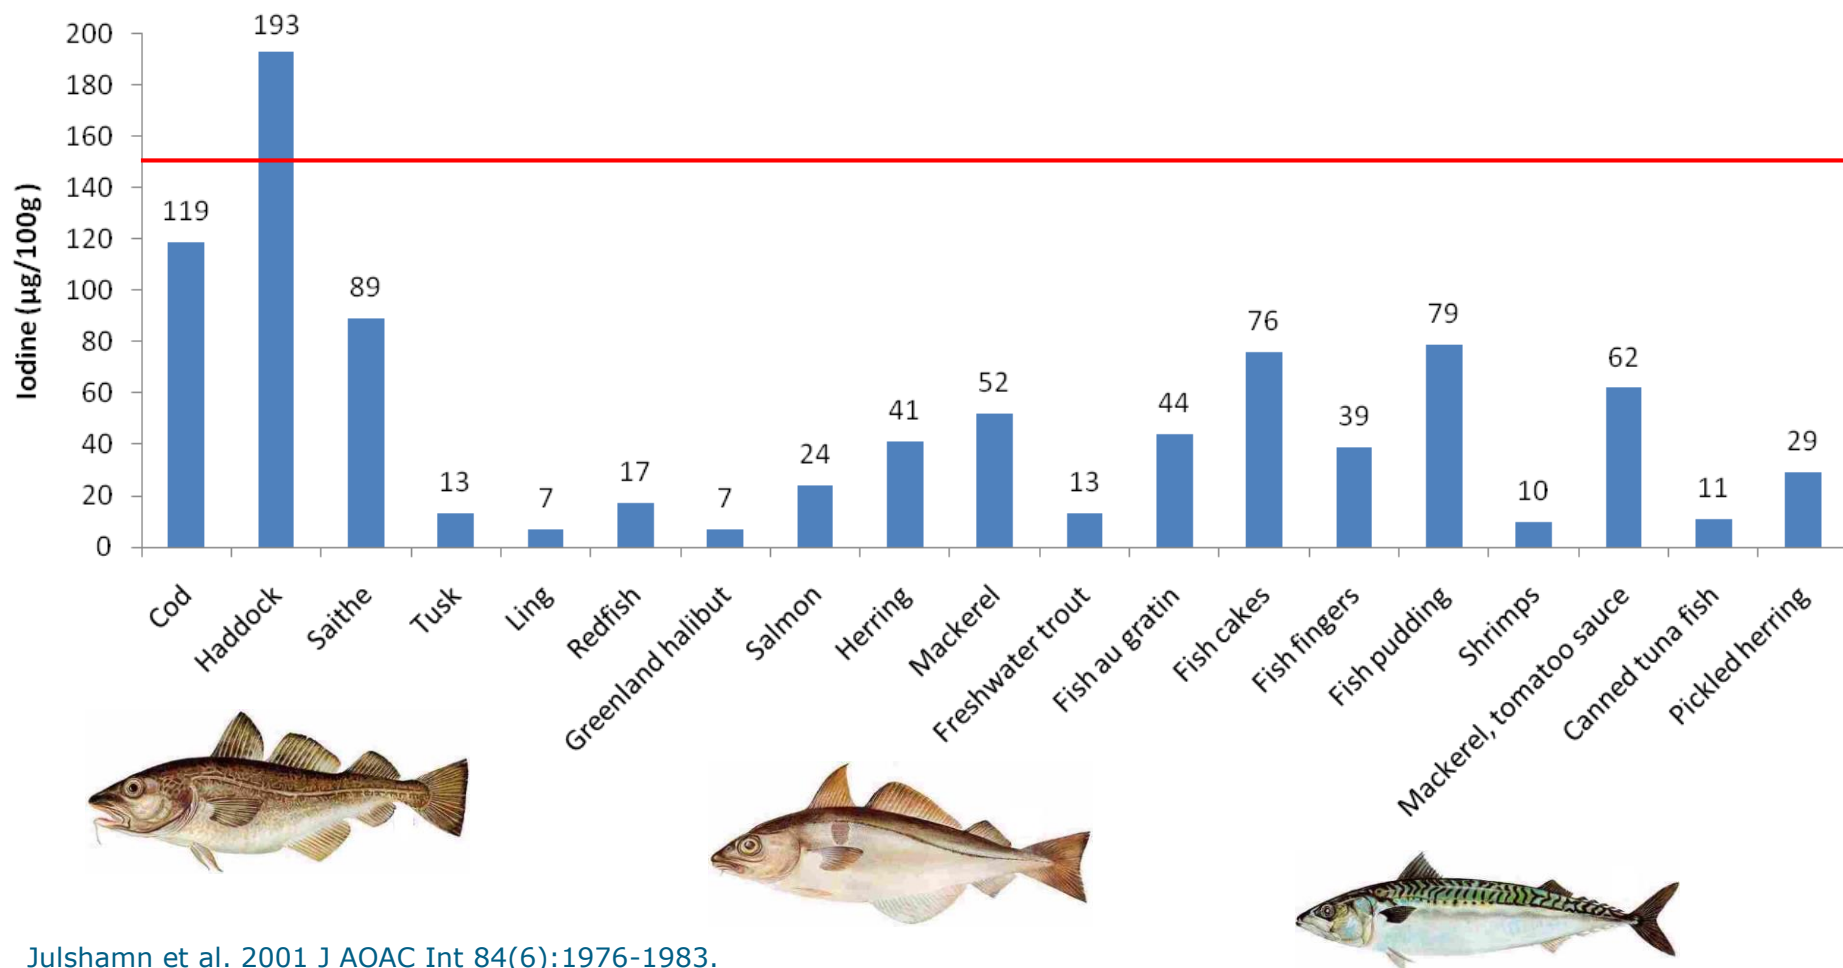 Iodine (µg/100g)
200
180
160
140
120
100
80
60
40
20
0
119
193
89
13
7
17
7
24
41
52
13
44
76
39
79
10
62
11
29
Cod
Haddock
Saithe
Tusk
Ling
Redfish
Greenland halibut
Salmon
Herring
Mackerel
Freshwater trout
Fish au gratin
Fish cakes
Fish fingers
Fish pudding
Shrimps
Mackerel, tomatoo sauce
Canned tuna fish
Pickled herring
Julshamn et al. 2001 J AOAC Int 84(6):1976-1983.